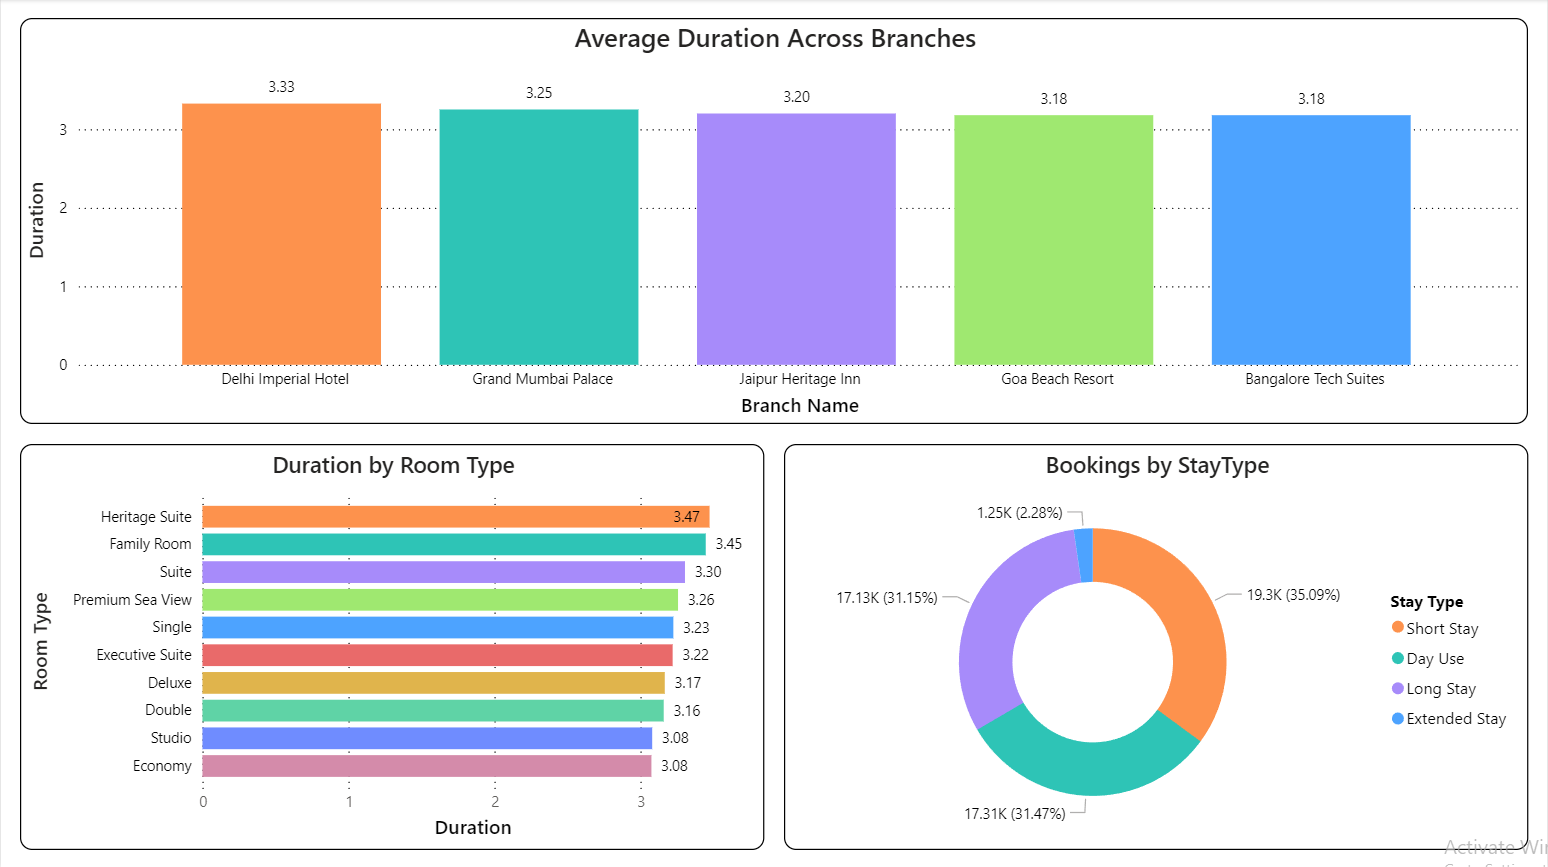 Average Duration Across Branches
3.33
3.25
3.20
3.18
3.18
3
2
1
0
Duration
Delhi Imperial Hotel
Grand Mumbai Palace
Jaipur Heritage Inn
Goa Beach Resort
Bangalore Tech Suites
Branch Name
Duration by Room Type
Room Type
Heritage Suite 3.47
Family Room 3.45
Suite 3.30
Premium Sea View 3.26
Single 3.23
Executive Suite 3.22
Deluxe 3.17
Double 3.16
Studio 3.08
Economy 3.08
0 1 2 3
Duration
Bookings by StayType
1.25K (2.28%)
17.13K (31.15%)
19.3K (35.09%)
17.31K (31.47%)
Stay Type
Short Stay
Day Use
Long Stay
Extended Stay
Activate Win